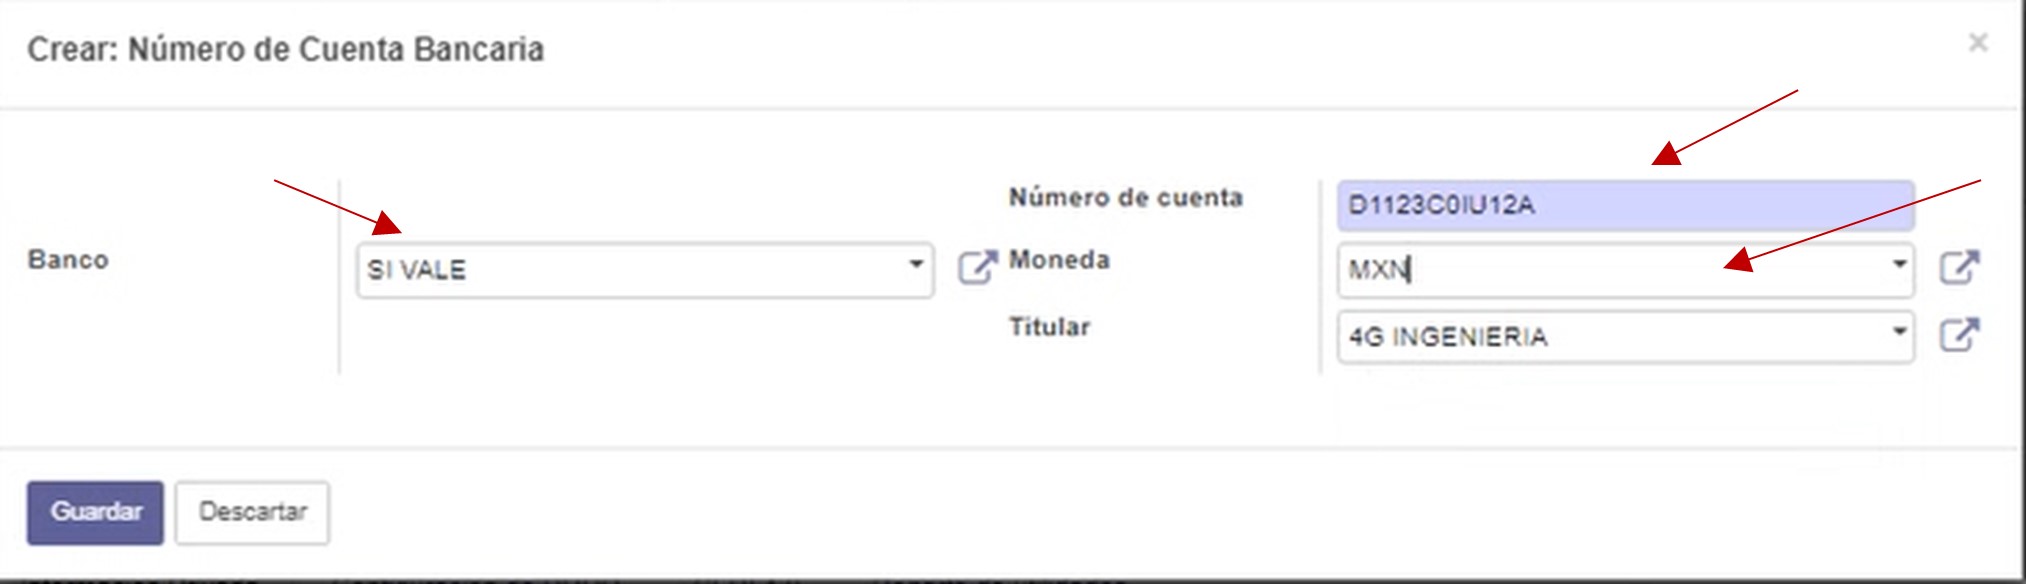 Crear: Número de Cuenta Bancaria
×
Número de cuenta
D1123C0IU12A
Banco
SI VALE
Moneda
MXN
Titular
4G INGENIERIA
Guardar
Descartar